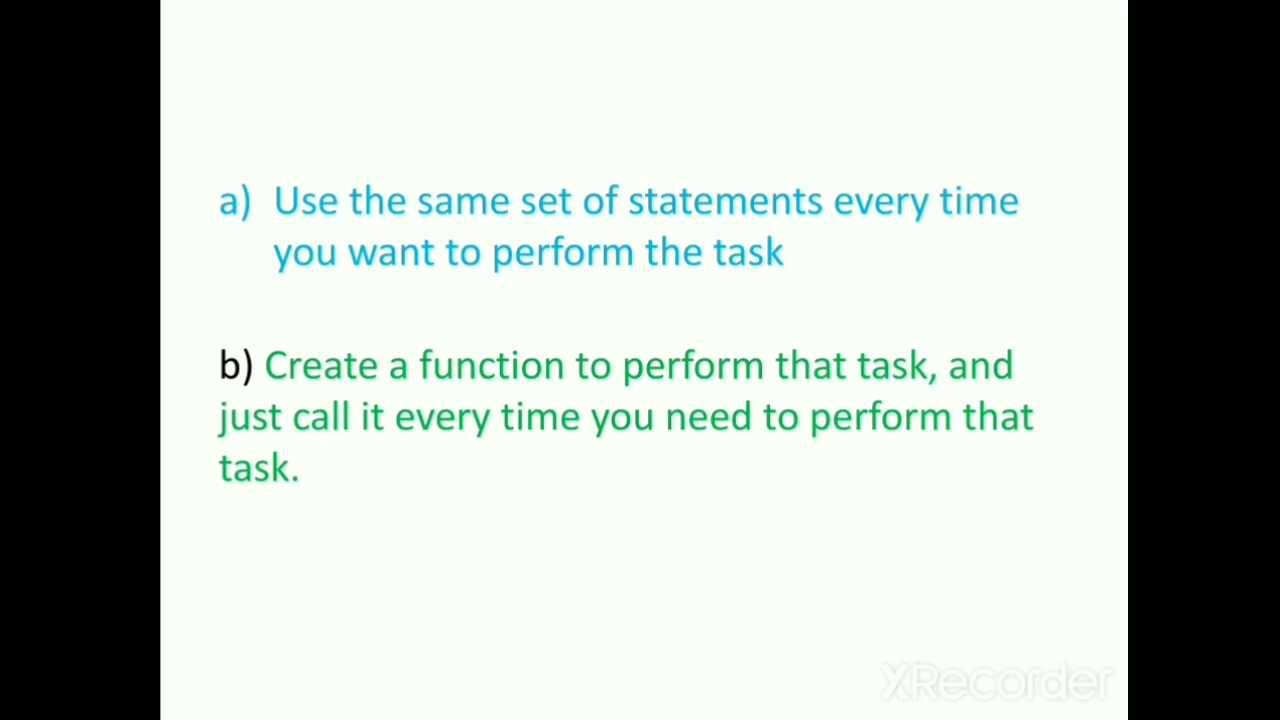 a) Use the same set of statements every time
you want to perform the task
b) Create a function to perform that task, and
just call it every time you need to perform that
task.
XRecorder